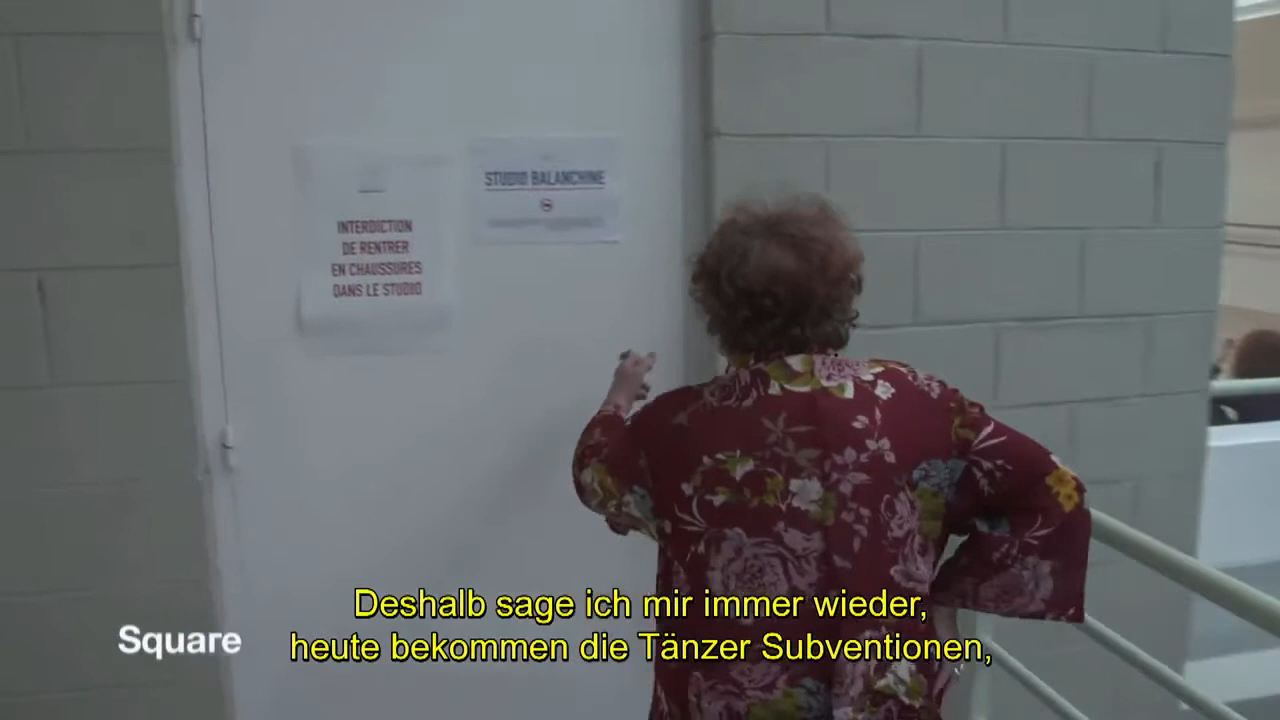 STUDIO BALANCHINE
INTERDICTION
DE RENTRER
EN CHAUSSURES
DANS LE STUDIO
Deshalb sage ich mir immer wieder,
heute bekommen die Tänzer Subventionen,
Square